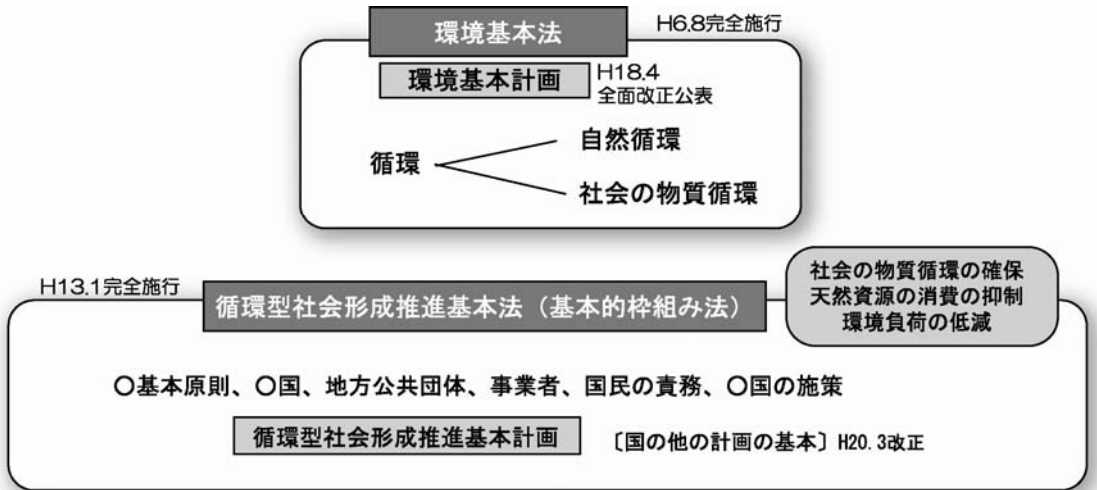 環境基本法
H6.8完全施行
環境基本計画
H18.4
全面改正公表
循環
自然循環
社会の物質循環
H13.1完全施行
循環型社会形成推進基本法（基本的枠組み法）
社会の物質循環の確保
天然資源の消費の抑制
環境負荷の低減
〇基本原則、〇国、地方公共団体、事業者、国民の責務、〇国の施策
循環型社会形成推進基本計画
〔国の他の計画の基本〕H20.3改正